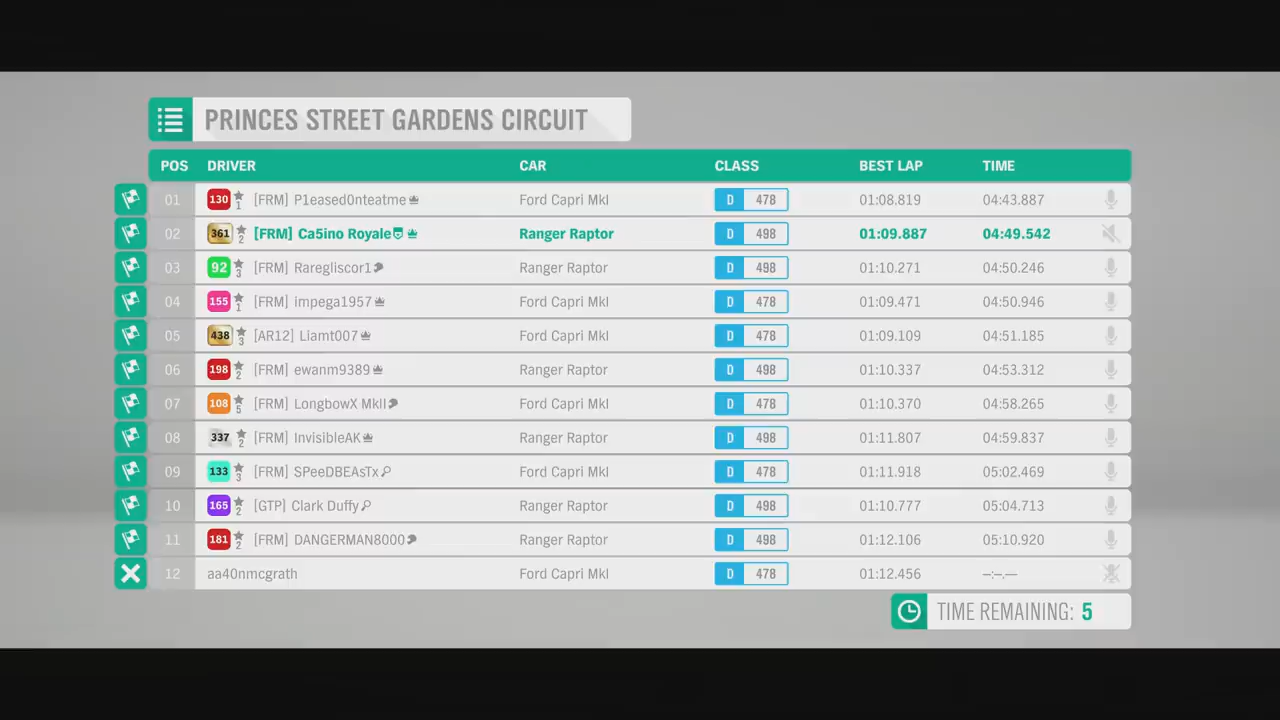 PRINCES STREET GARDENS CIRCUIT
POS DRIVER CAR CLASS BEST LAP TIME
01 130 1 [FRM] P1eased0nteatme Ford Capri MkI D 478 01:08.819 04:43.887
02 361 2 [FRM] Ca5ino Royale Ranger Raptor D 498 01:09.887 04:49.542
03 92 3 [FRM] Raregliscor1 Ranger Raptor D 498 01:10.271 04:50.246
04 155 1 [FRM] impega1957 Ford Capri MkI D 478 01:09.471 04:50.946
05 438 3 [AR12] Liamt007 Ford Capri MkI D 478 01:09.109 04:51.185
06 198 2 [FRM] ewanm9389 Ranger Raptor D 498 01:10.337 04:53.312
07 108 5 [FRM] LongbowX MkII Ford Capri MkI D 478 01:10.370 04:58.265
08 337 2 [FRM] InvisibleAK Ranger Raptor D 498 01:11.807 04:59.837
09 133 3 [FRM] SPeeDBEAsTx Ford Capri MkI D 478 01:11.918 05:02.469
10 165 2 [GTP] Clark Duffy Ranger Raptor D 498 01:10.777 05:04.713
11 181 2 [FRM] DANGERMAN8000 Ranger Raptor D 498 01:12.106 05:10.920
12 aa40nmcgrath Ford Capri MkI D 478 01:12.456 --:--.---
TIME REMAINING: 5